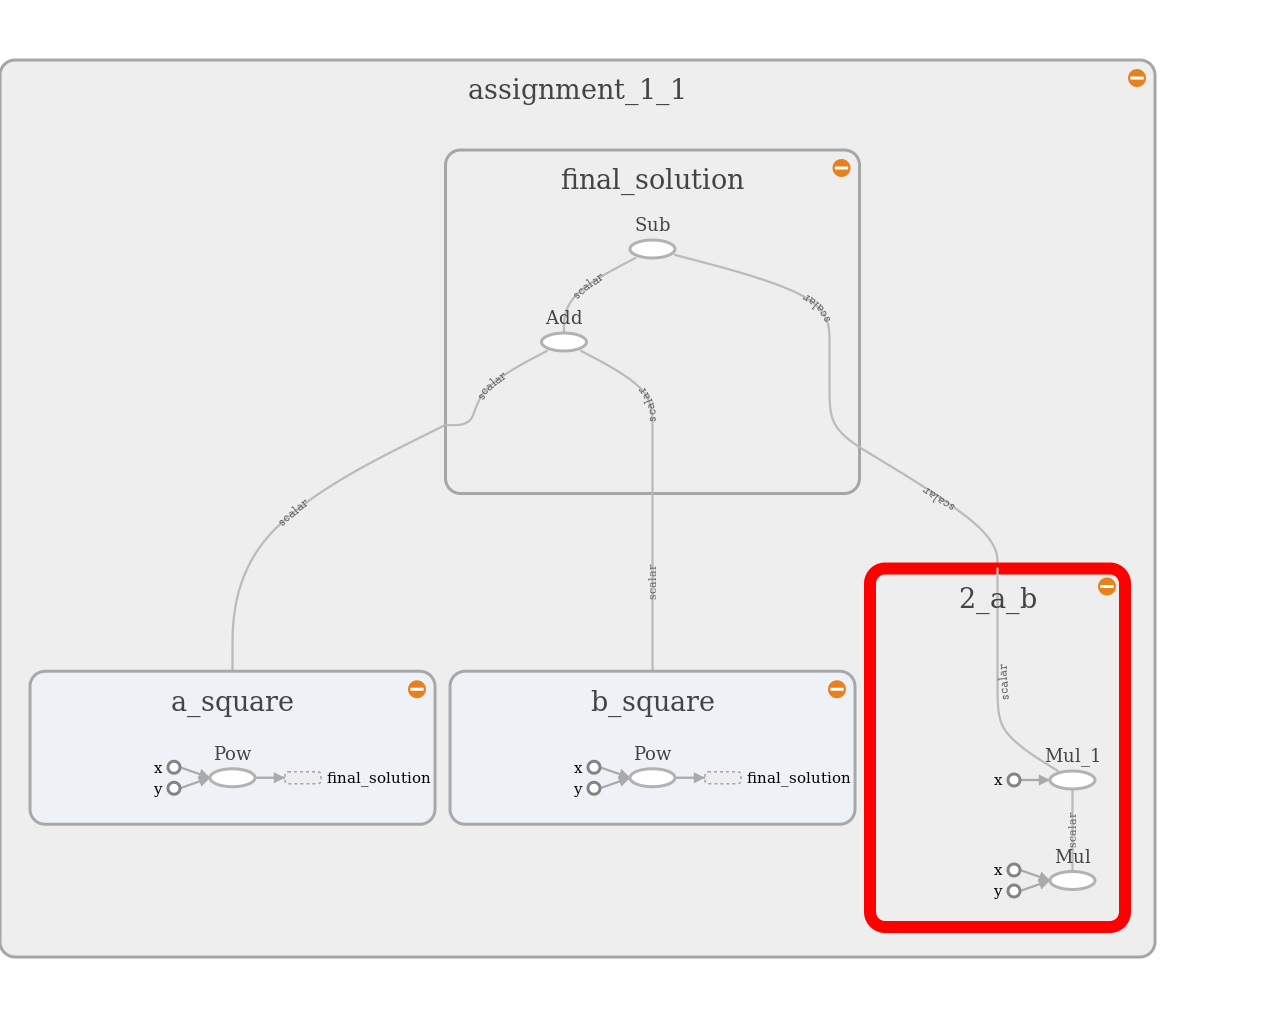 assignment_1_1
final_solution
Sub
scalar
scalar
Add
scalar
scalar
scalar
scalar
scalar
2_a_b
scalar
a_square
Pow
x
y
final_solution
b_square
Pow
x
y
final_solution
Mul_1
x
scalar
Mul
x
y